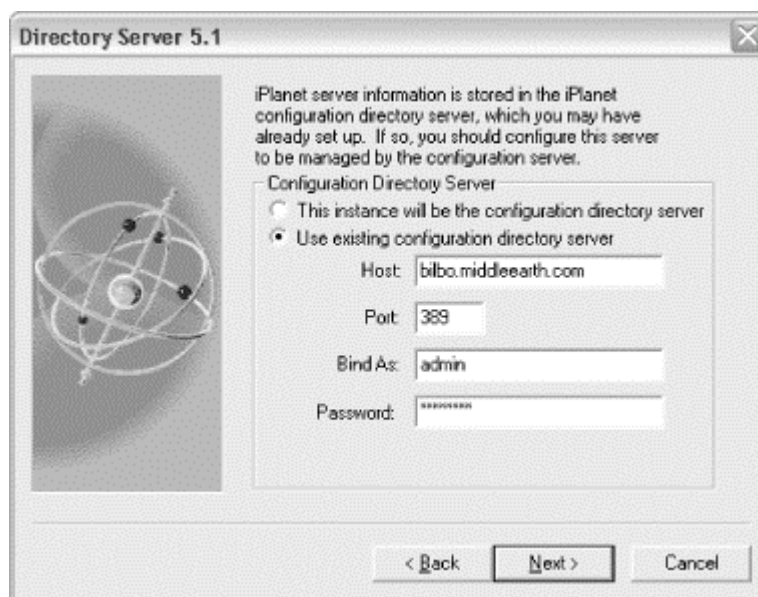 Directory Server 5.1
iPlanet server information is stored in the iPlanet
configuration directory server, which you may have
already set up. If so, you should configure this server
to be managed by the configuration server.
Configuration Directory Server
This instance will be the configuration directory server
Use existing configuration directory server
Host: bilbo.middleearth.com
Port: 389
Bind As: admin
Password: ********
< Back Next > Cancel